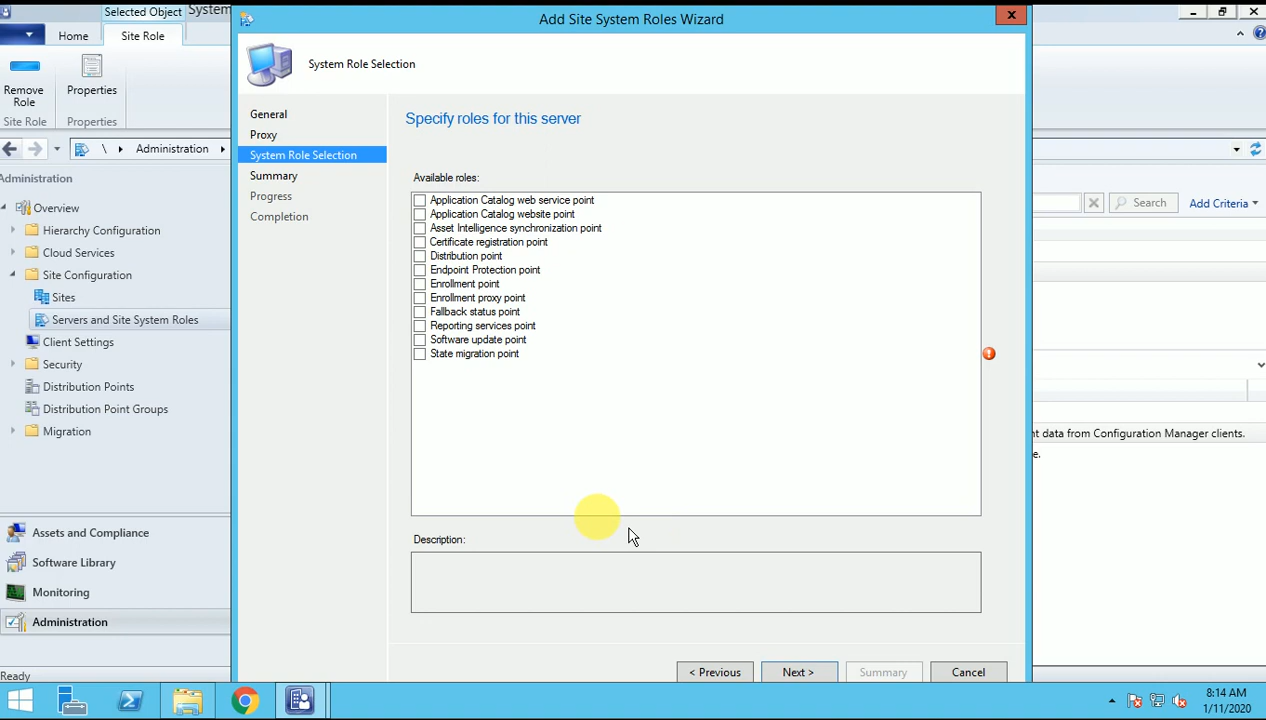 Selected Object
System
Add Site System Roles Wizard
Home
Site Role
System Role Selection
Remove
Role
Properties
Site Role
Properties
\
Administration
Administration
Overview
Hierarchy Configuration
Cloud Services
Site Configuration
Sites
Servers and Site System Roles
Client Settings
Security
Distribution Points
Distribution Point Groups
Migration
Assets and Compliance
Software Library
Monitoring
Administration
Ready
General
Proxy
System Role Selection
Summary
Progress
Completion
Specify roles for this server
Available roles:
Application Catalog web service point
Application Catalog website point
Asset Intelligence synchronization point
Certificate registration point
Distribution point
Endpoint Protection point
Enrollment point
Enrollment proxy point
Fallback status point
Reporting services point
Software update point
State migration point
Description:
< Previous
Next >
Summary
Cancel
Search
Add Criteria
data from Configuration Manager clients.
8:14 AM
1/11/2020